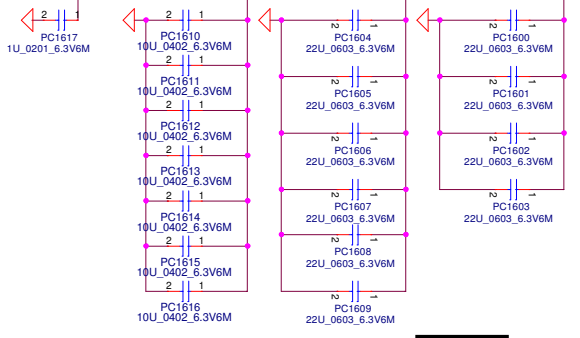 2 1
PC1617
1U_0201_6.3V6M
2 1
PC1610
10U_0402_6.3V6M
2 1
PC1611
10U_0402_6.3V6M
2 1
PC1612
10U_0402_6.3V6M
2 1
PC1613
10U_0402_6.3V6M
2 1
PC1614
10U_0402_6.3V6M
2 1
PC1615
10U_0402_6.3V6M
2 1
PC1616
10U_0402_6.3V6M
2 1
PC1604
22U_0603_6.3V6M
2 1
PC1605
22U_0603_6.3V6M
2 1
PC1606
22U_0603_6.3V6M
2 1
PC1607
22U_0603_6.3V6M
2 1
PC1608
22U_0603_6.3V6M
2 1
PC1609
22U_0603_6.3V6M
2 1
PC1600
22U_0603_6.3V6M
2 1
PC1601
22U_0603_6.3V6M
2 1
PC1602
22U_0603_6.3V6M
2 1
PC1603
22U_0603_6.3V6M